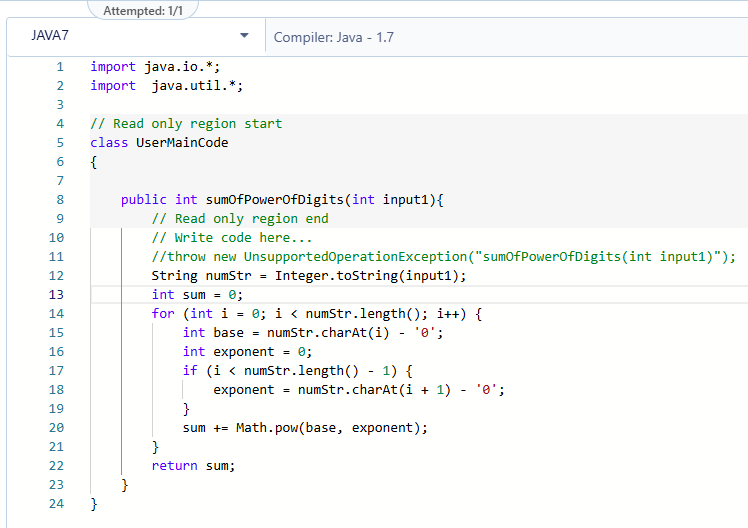 Attempted: 1/1
JAVA7
Compiler: Java - 1.7
1 import java.io.*;
2 import  java.util.*;
3
4 // Read only region start
5 class UserMainCode
6 {
7
8     public int sumOfPowerOfDigits(int input1){
9         // Read only region end
10         // Write code here...
11         //throw new UnsupportedOperationException("sumOfPowerOfDigits(int input1)");
12         String numStr = Integer.toString(input1);
13         int sum = 0;
14         for (int i = 0; i < numStr.length(); i++) {
15             int base = numStr.charAt(i) - '0';
16             int exponent = 0;
17             if (i < numStr.length() - 1) {
18                 exponent = numStr.charAt(i + 1) - '0';
19             }
20             sum += Math.pow(base, exponent);
21         }
22         return sum;
23     }
24 }